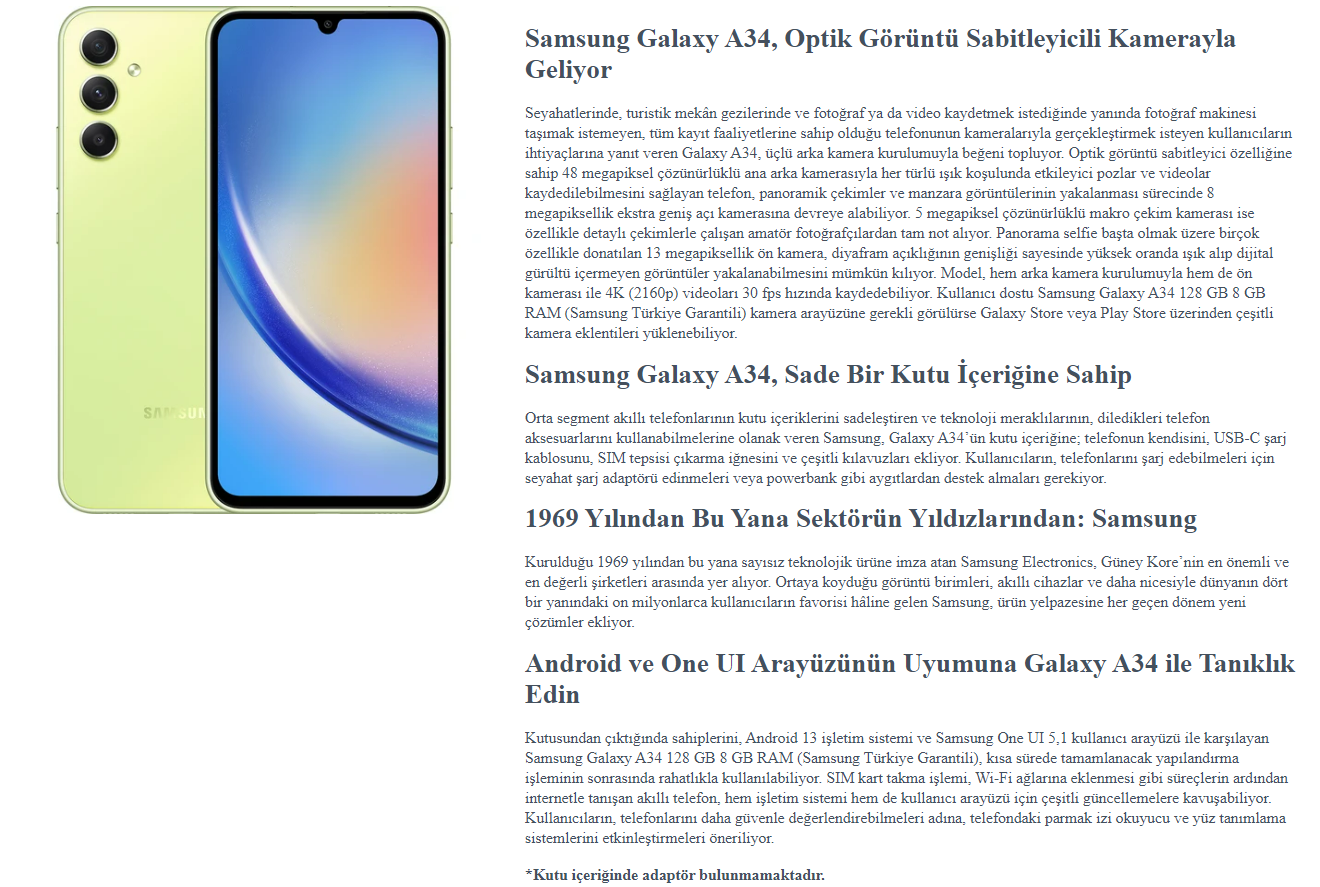 SAMSUN
Samsung Galaxy A34, Optik Görüntü Sabitleyicili Kamerayla
Geliyor
Seyahatlerinde, turistik mekân gezilerinde ve fotoğraf ya da video kaydetmek istediğinde yanında fotoğraf makinesi
taşımak istemeyen, tüm kayıt faaliyetlerine sahip olduğu telefonunun kameralarıyla gerçekleştirmek isteyen kullanıcıların
ihtiyaçlarına yanıt veren Galaxy A34, üçlü arka kamera kurulumuyla beğeni topluyor. Optik görüntü sabitleyici özelliğine
sahip 48 megapiksel çözünürlüklü ana arka kamerasıyla her türlü ışık koşulunda etkileyici pozlar ve videolar
kaydedilebilmesini sağlayan telefon, panoramik çekimler ve manzara görüntülerinin yakalanması sürecinde 8
megapiksellik ekstra geniş açı kamerasına devreye alabiliyor. 5 megapiksel çözünürlüklü makro çekim kamerası ise
özellikle detaylı çekimlerle çalışan amatör fotoğrafçılardan tam not alıyor. Panorama selfie başta olmak üzere birçok
özellikle donatılan 13 megapiksellik ön kamera, diyafram açıklığının genişliği sayesinde yüksek oranda ışık alıp dijital
gürültü içermeyen görüntüler yakalanabilmesini mümkün kılıyor. Model, hem arka kamera kurulumuyla hem de ön
kamerası ile 4K (2160p) videoları 30 fps hızında kaydedebiliyor. Kullanıcı dostu Samsung Galaxy A34 128 GB 8 GB
RAM (Samsung Türkiye Garantili) kamera arayüzüne gerekli görülürse Galaxy Store veya Play Store üzerinden çeşitli
kamera eklentileri yüklenebiliyor.
Samsung Galaxy A34, Sade Bir Kutu İçeriğine Sahip
Orta segment akıllı telefonlarının kutu içeriklerini sadeleştiren ve teknoloji meraklılarının, diledikleri telefon
aksesuarlarını kullanabilmelerine olanak veren Samsung, Galaxy A34’ün kutu içeriğine; telefonun kendisini, USB-C şarj
kablosunu, SIM tepsisi çıkarma iğnesini ve çeşitli kılavuzları ekliyor. Kullanıcıların, telefonlarını şarj edebilmeleri için
seyahat şarj adaptörü edinmeleri veya powerbank gibi aygıtlardan destek almaları gerekiyor.
1969 Yılından Bu Yana Sektörün Yıldızlarından: Samsung
Kurulduğu 1969 yılından bu yana sayısız teknolojik ürüne imza atan Samsung Electronics, Güney Kore’nin en önemli ve
en değerli şirketleri arasında yer alıyor. Ortaya koyduğu görüntü birimleri, akıllı cihazlar ve daha nicesiyle dünyanın dört
bir yanındaki on milyonlarca kullanıcıların favorisi hâline gelen Samsung, ürün yelpazesine her geçen dönem yeni
çözümler ekliyor.
Android ve One UI Arayüzünün Uyumuna Galaxy A34 ile Tanıklık
Edin
Kutusundan çıktığında sahiplerini, Android 13 işletim sistemi ve Samsung One UI 5,1 kullanıcı arayüzü ile karşılayan
Samsung Galaxy A34 128 GB 8 GB RAM (Samsung Türkiye Garantili), kısa sürede tamamlanacak yapılandırma
işleminin sonrasında rahatlıkla kullanılabiliyor. SIM kart takma işlemi, Wi-Fi ağlarına eklenmesi gibi süreçlerin ardından
internetle tanışan akıllı telefon, hem işletim sistemi hem de kullanıcı arayüzü için çeşitli güncellemelere kavuşabiliyor.
Kullanıcıların, telefonlarını daha güvenle değerlendirebilmeleri adına, telefondaki parmak izi okuyucu ve yüz tanımlama
sistemlerini etkinleştirmeleri öneriliyor.
*Kutu içeriğinde adaptör bulunmamaktadır.